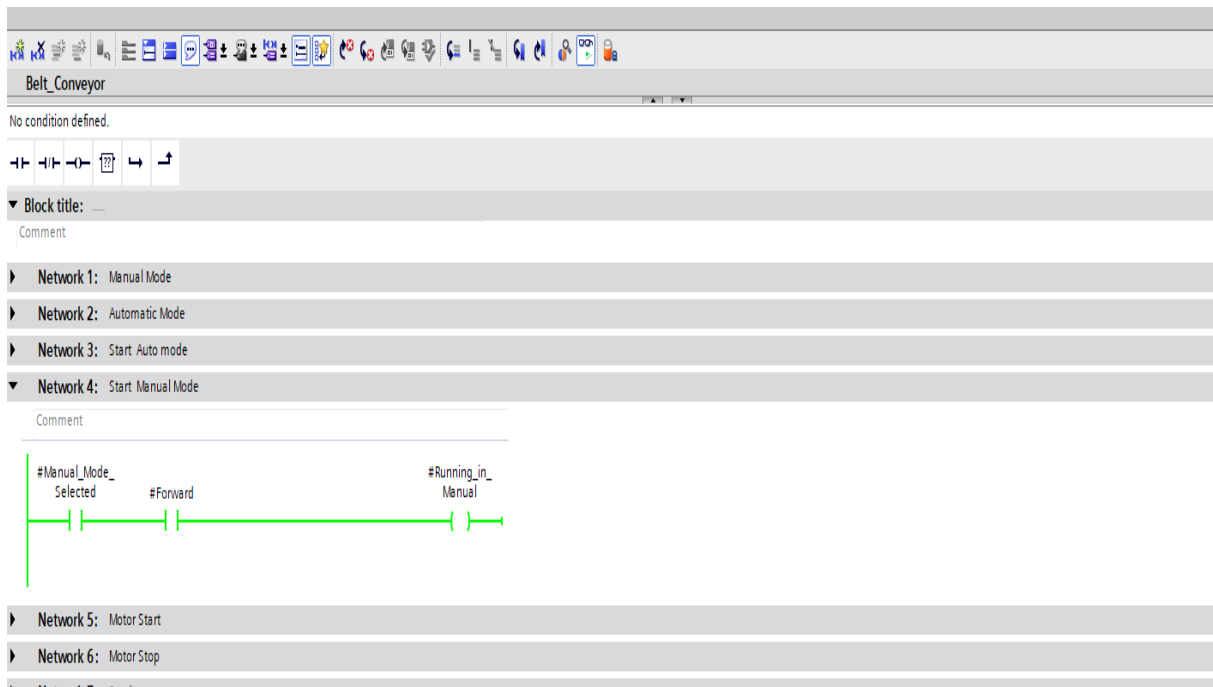 Belt_Conveyor
No condition defined.
??
Block title: .....
Comment
Network 1: Manual Mode
Network 2: Automatic Mode
Network 3: Start Auto mode
Network 4: Start Manual Mode
Comment
#Manual_Mode_
Selected
#Forward
#Running_in_
Manual
Network 5: Motor Start
Network 6: Motor Stop